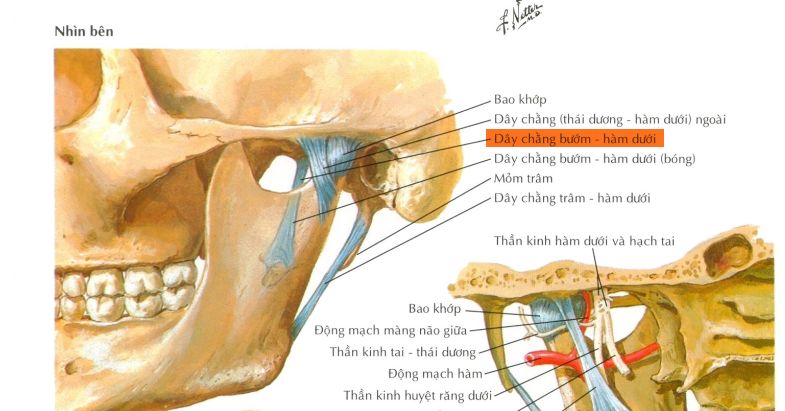 Nhìn bên
F. Netter
M.D.
Bao khớp
Dây chằng (thái dương - hàm dưới) ngoài
Dây chằng bướm - hàm dưới
Dây chằng bướm - hàm dưới (bóng)
Mỏm trâm
Dây chằng trâm - hàm dưới
Thần kinh hàm dưới và hạch tai
Bao khớp
Động mạch màng não giữa
Thần kinh tai - thái dương
Động mạch hàm
Thần kinh huyệt răng dưới